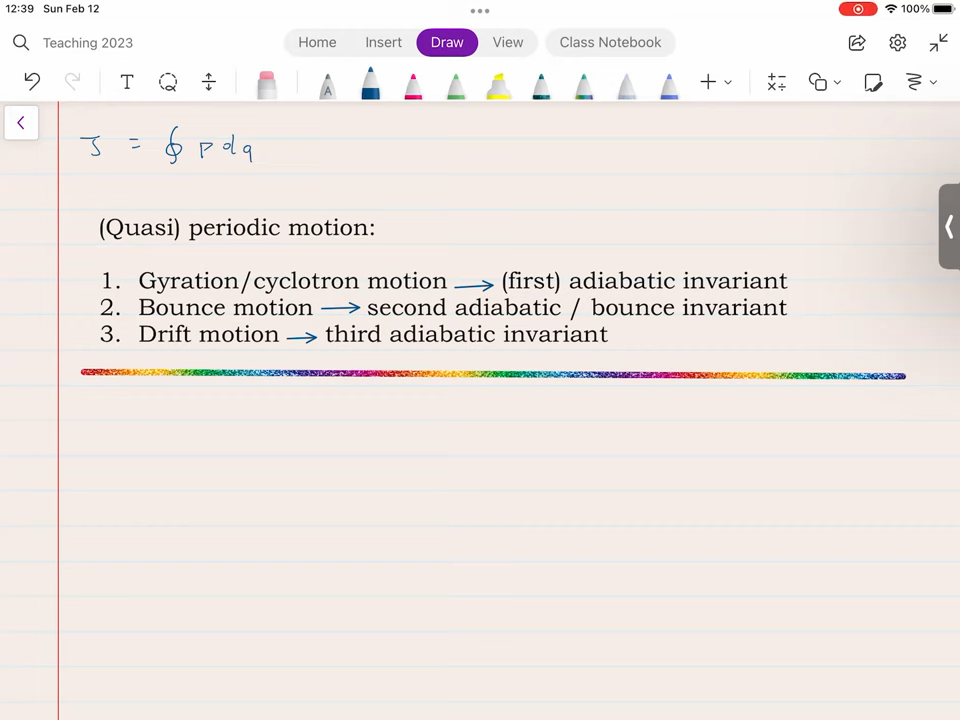 12:39 Sun Feb 12 100%
Teaching 2023 Home Insert Draw View Class Notebook
T A
J = ∮ p dq
(Quasi) periodic motion:
1. Gyration/cyclotron motion → (first) adiabatic invariant
2. Bounce motion → second adiabatic / bounce invariant
3. Drift motion → third adiabatic invariant